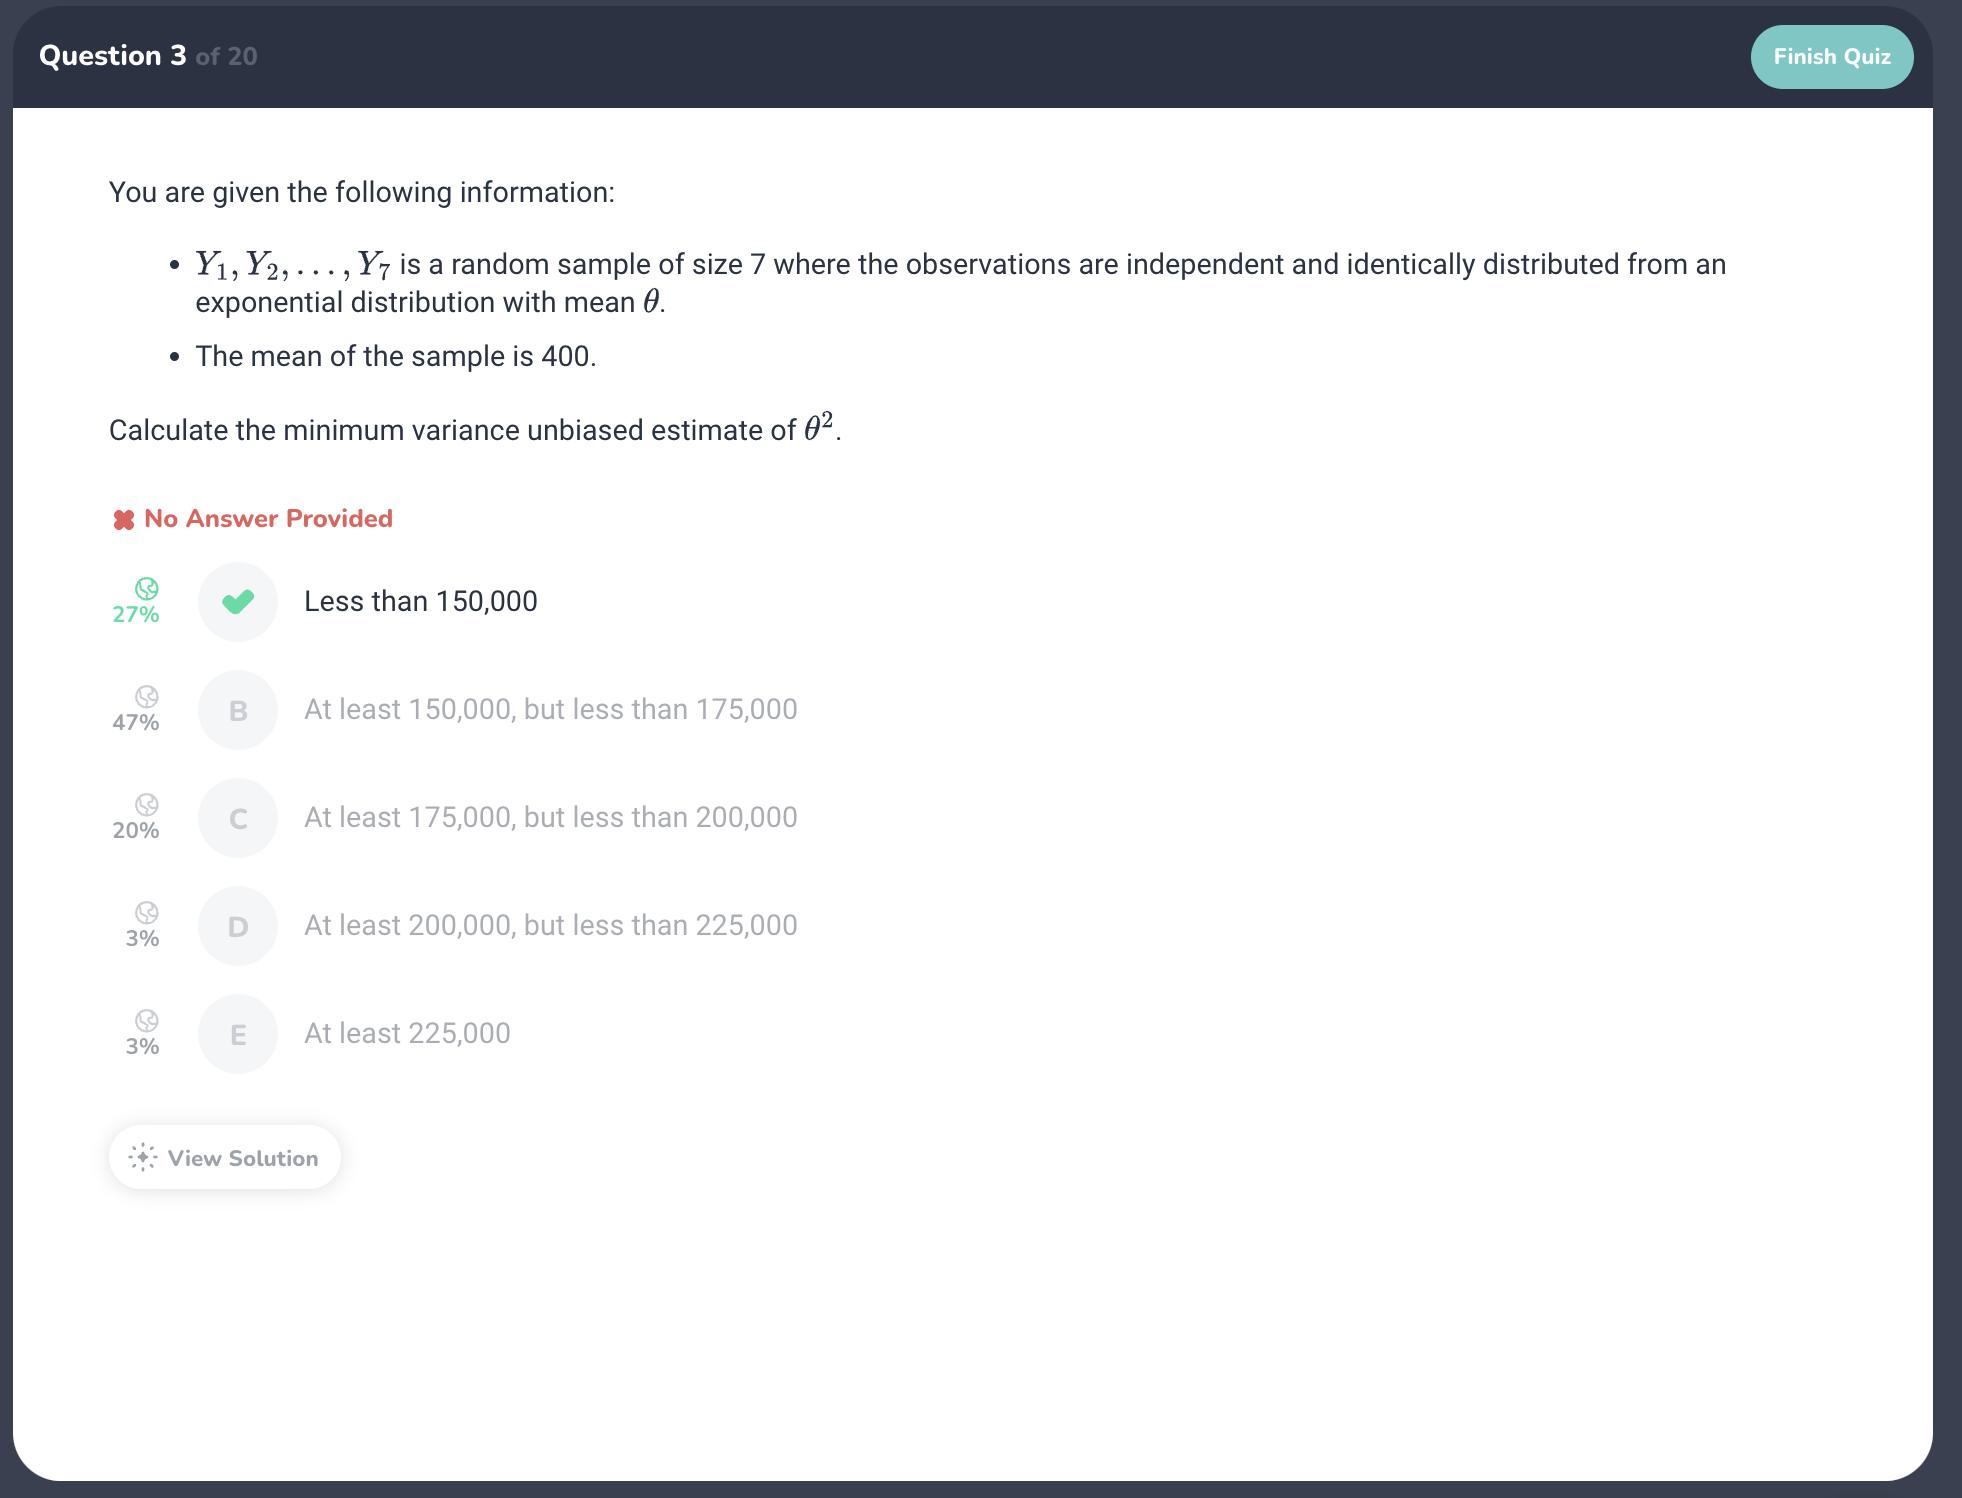 Question 3 of 20
Finish Quiz
You are given the following information:
• Y₁, Y₂, . . . , Y₇ is a random sample of size 7 where the observations are independent and identically distributed from an
exponential distribution with mean θ.
• The mean of the sample is 400.
Calculate the minimum variance unbiased estimate of θ².
No Answer Provided
27% Less than 150,000
47% B At least 150,000, but less than 175,000
20% C At least 175,000, but less than 200,000
3% D At least 200,000, but less than 225,000
3% E At least 225,000
View Solution